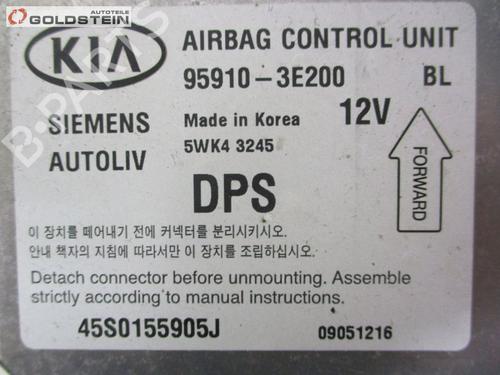 AUTOTEILE
GOLDSTEIN
KIA
AIRBAG CONTROL UNIT
95910-3E200 BL
SIEMENS
AUTOLIV
Made in Korea 12V
5WK4 3245
FORWARD
DPS
이 장치를 떼어내기 전에 커넥터를 분리시키시오.
안내 책자의 지침에 따라서만 이 장치를 조립하십시오.
Detach connector before unmounting. Assemble
strictly according to manual instructions.
45S0155905J 09051216
B-PARTS